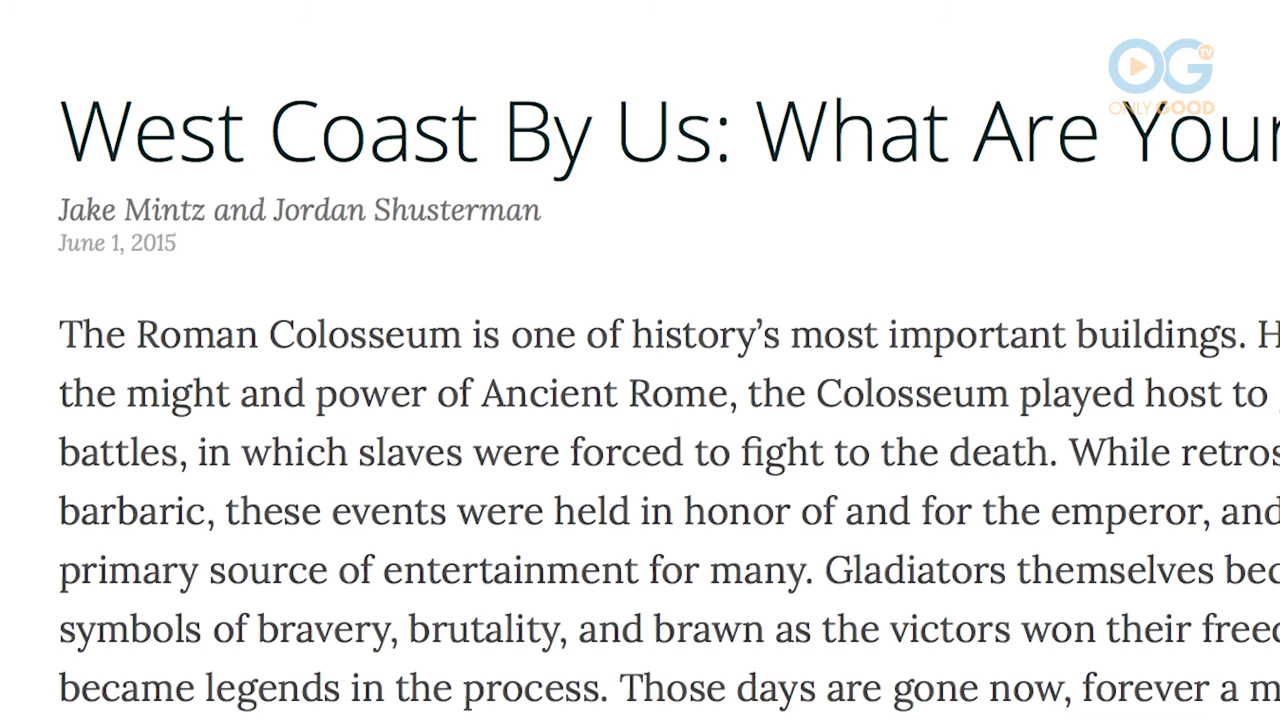 OG TV
ONLY GOOD
West Coast By Us: What Are Your
Jake Mintz and Jordan Shusterman
June 1, 2015
The Roman Colosseum is one of history's most important buildings.
the might and power of Ancient Rome, the Colosseum played host to
battles, in which slaves were forced to fight to the death. While
barbaric, these events were held in honor of and for the emperor, and
primary source of entertainment for many. Gladiators themselves
symbols of bravery, brutality, and brawn as the victors won their
became legends in the process. Those days are gone now, forever a